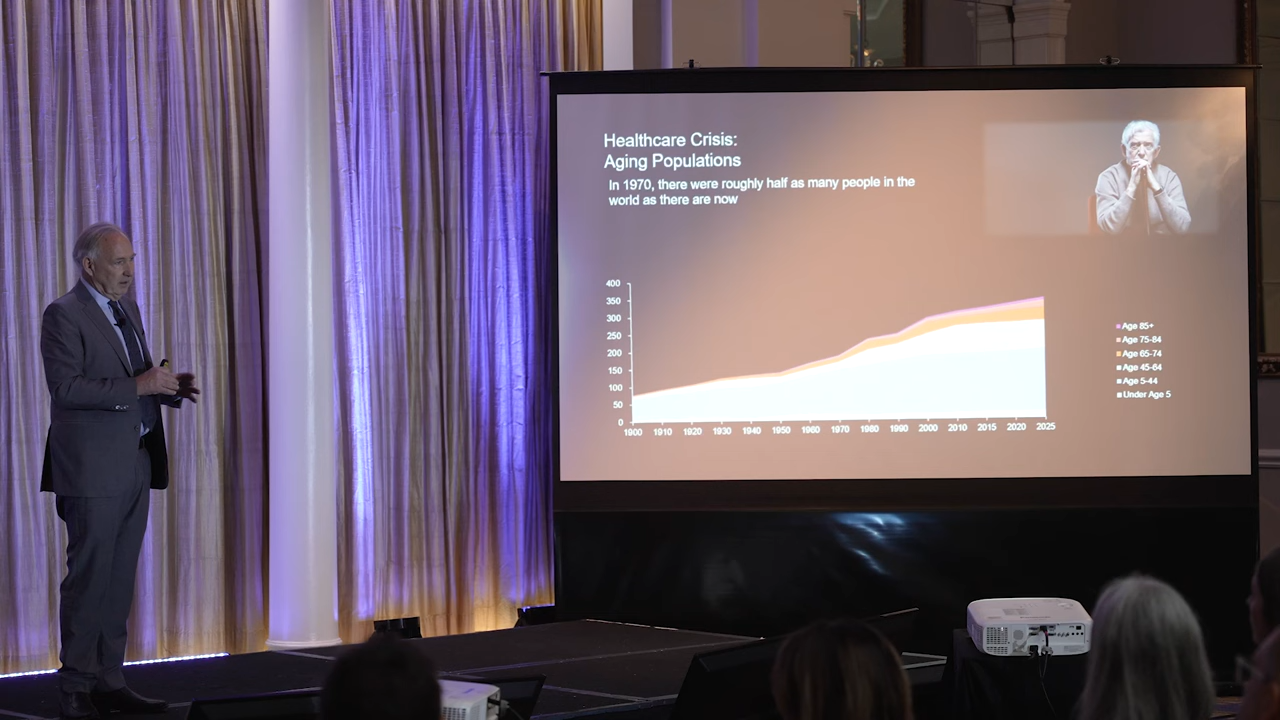 Healthcare Crisis:
Aging Populations
In 1970, there were roughly half as many people in the
world as there are now
400
350
300
250
200
150
100
50
0
1900 1910 1920 1930 1940 1950 1960 1970 1980 1990 2000 2010 2015 2020 2025
Age 85+
Age 75-84
Age 65-74
Age 45-64
Age 5-44
Under Age 5